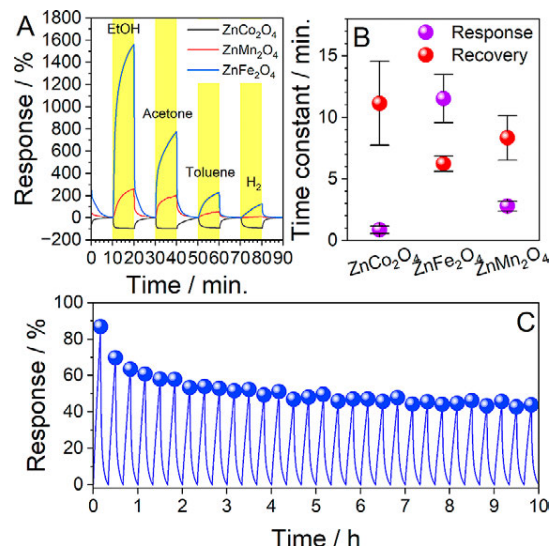 A
EtOH
Acetone
Toluene
H₂
ZnCo₂O₄
ZnMn₂O₄
ZnFe₂O₄
Response / %
1800
1600
1400
1200
1000
800
600
400
200
0
−200
0 10 20 30 40 50 60 70 80 90
Time / min.
B
Response
Recovery
Time constant / min.
15
10
5
0
ZnCo₂O₄ ZnFe₂O₄ ZnMn₂O₄
C
Response / %
100
80
60
40
20
0
0 1 2 3 4 5 6 7 8 9 10
Time / h